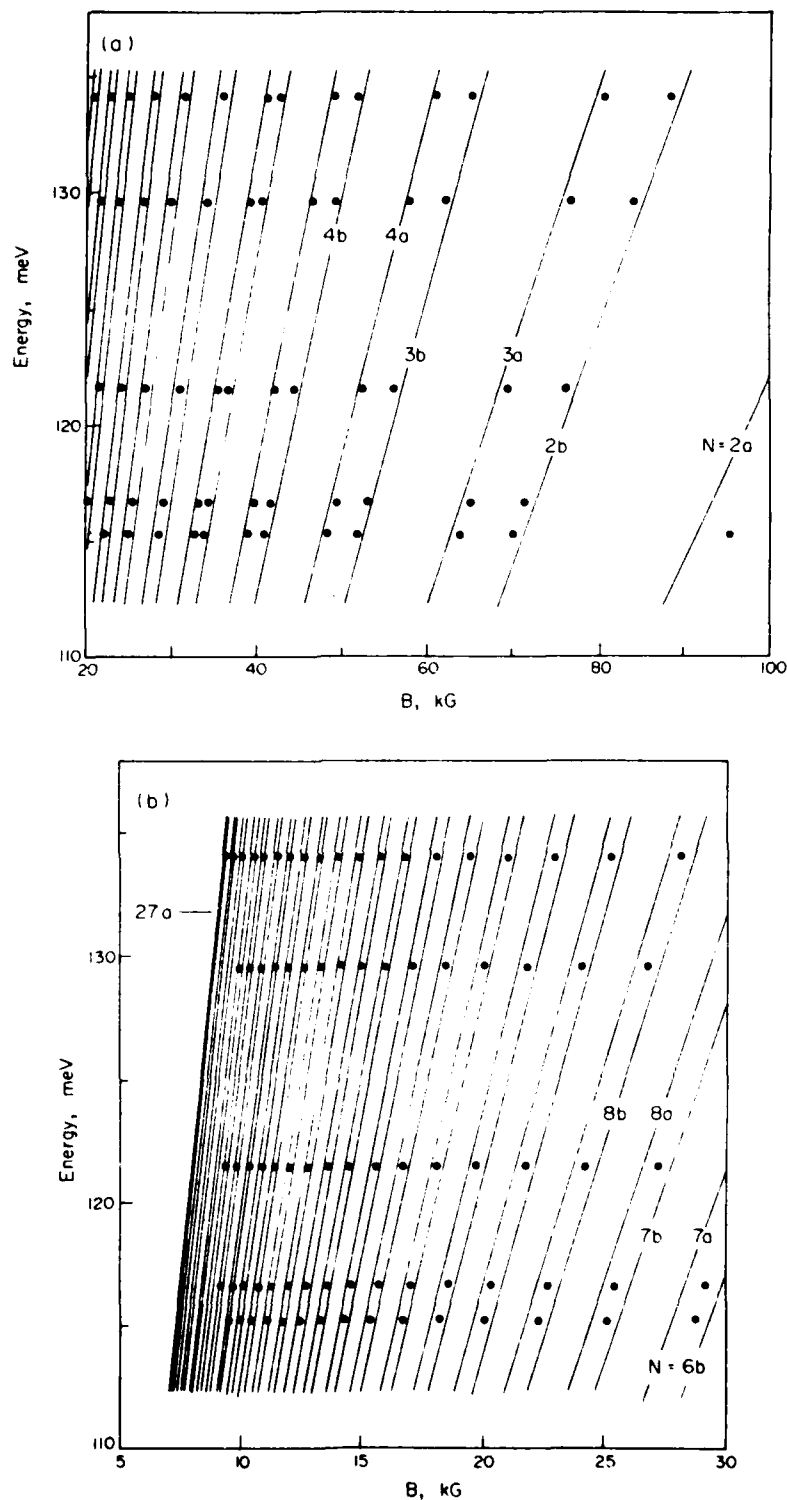 (a)
130
120
110
Energy, meV
4b
4a
3b
3a
2b
N=2a
20
40
60
80
100
B, kG
(b)
27a
130
120
110
Energy, meV
8b
8a
7b
7a
N = 6b
5
10
15
20
25
30
B, kG